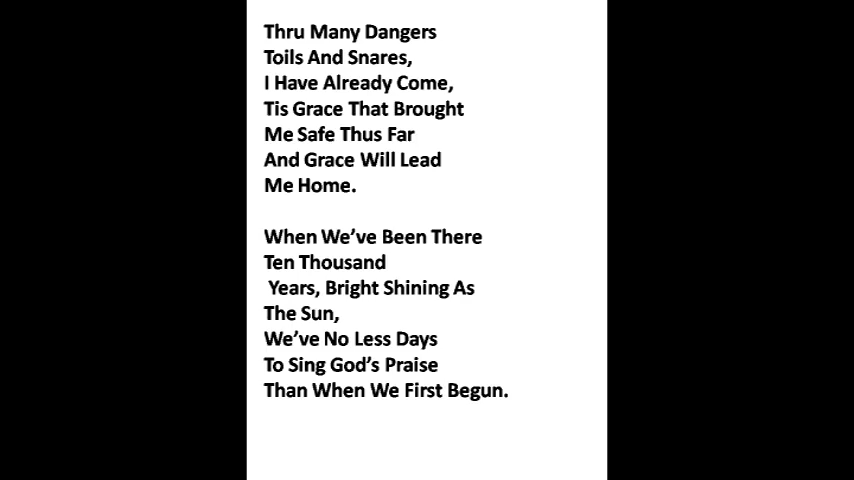 Thru Many Dangers
Toils And Snares,
I Have Already Come,
Tis Grace That Brought
Me Safe Thus Far
And Grace Will Lead
Me Home.
When We've Been There
Ten Thousand
Years, Bright Shining As
The Sun,
We've No Less Days
To Sing God's Praise
Than When We First Begun.